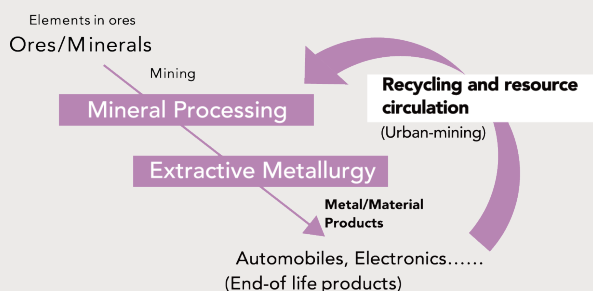 Elements in ores
Ores/Minerals
Mining
Mineral Processing
Extractive Metallurgy
Metal/Material
Products
Automobiles, Electronics……
(End-of life products)
Recycling and resource
circulation
(Urban-mining)